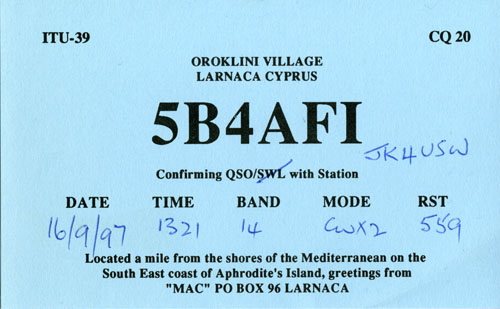 ITU-39 CQ 20
OROKLINI VILLAGE
LARNACA CYPRUS
5B4AFI
JK4USW
Confirming QSO/SWL with Station
DATE TIME BAND MODE RST
16/9/97 1321 14 CWX2 559
Located a mile from the shores of the Mediterranean on the
South East coast of Aphrodite's Island, greetings from
"MAC" PO BOX 96 LARNACA